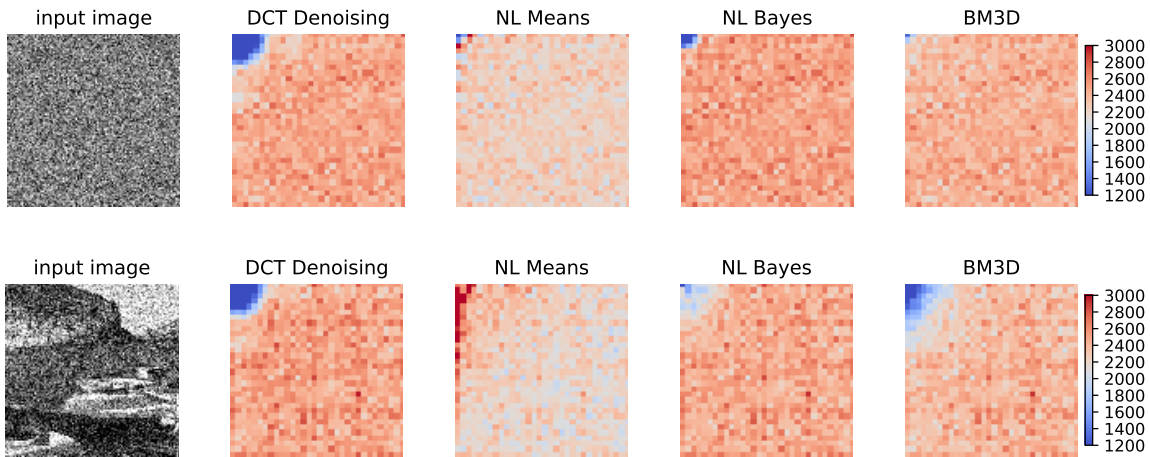 input image
DCT Denoising
NL Means
NL Bayes
BM3D
3000
2800
2600
2400
2200
2000
1800
1600
1400
1200
input image
DCT Denoising
NL Means
NL Bayes
BM3D
3000
2800
2600
2400
2200
2000
1800
1600
1400
1200